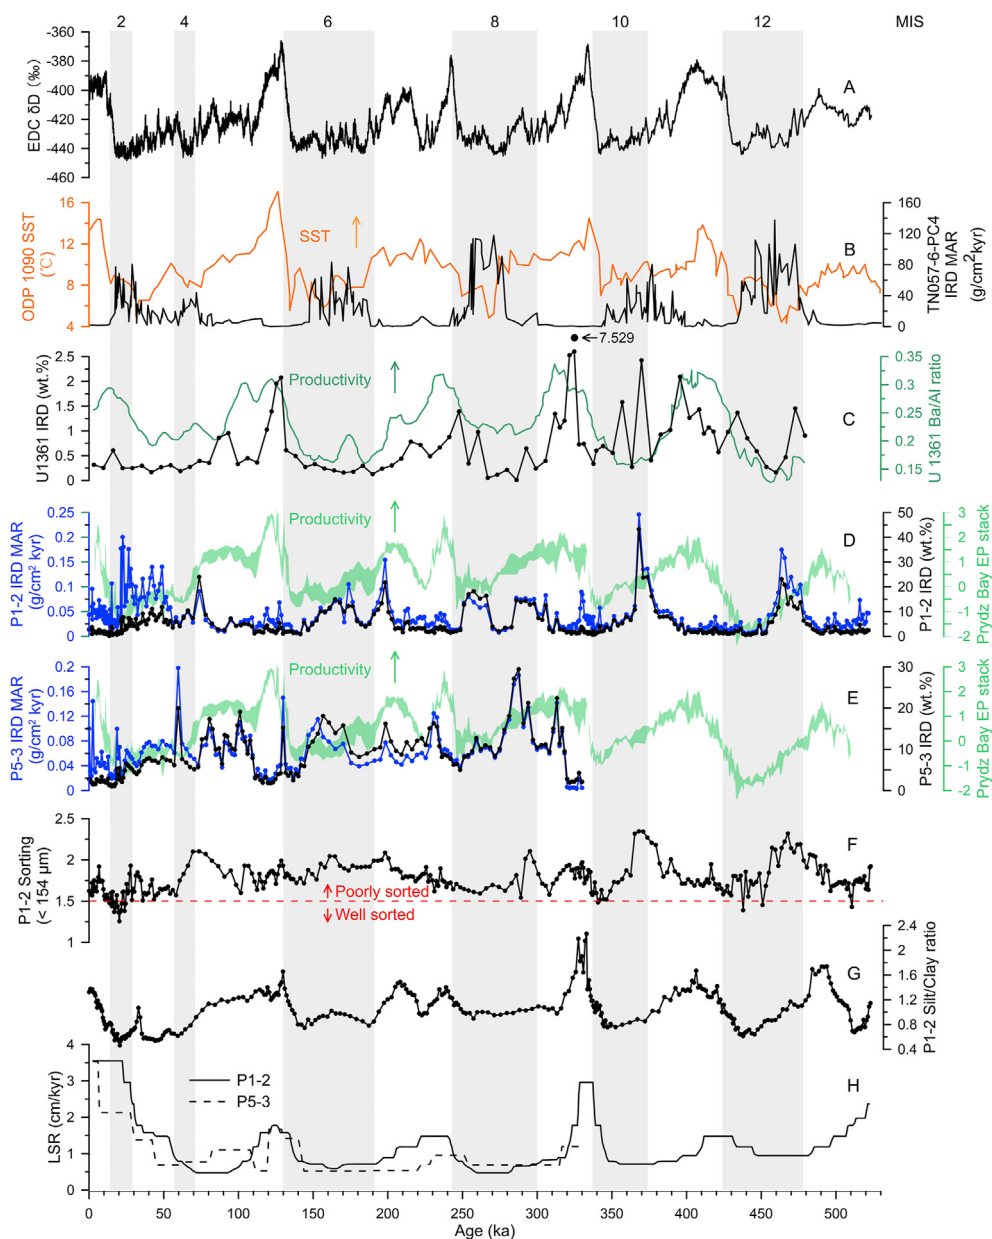 2 4 6 8 10 12 MIS
-360
-380
-400
-420
-440
-460
EDC δD (‰)
A
16
12
8
4
ODP 1090 SST
(℃)
SST
B
160
120
80
40
0
TN057-6-PC4
IRD MAR
(g/cm²kyr)
7.529
2.5
2
1.5
1
0.5
0
U1361 IRD (wt.%)
Productivity
C
0.35
0.3
0.25
0.2
0.15
U 1361 Ba/Al ratio
0.25
0.2
0.15
0.1
0.05
0
P1-2 IRD MAR
(g/cm² kyr)
Productivity
D
50
40
30
20
10
0
P1-2 IRD (wt.%)
3
2
1
0
-1
-2
Prydz Bay EP stack
0.2
0.16
0.12
0.08
0.04
P5-3 IRD MAR
(g/cm² kyr)
Productivity
E
30
20
10
0
P5-3 IRD (wt.%)
3
2
1
0
-1
-2
Prydz Bay EP stack
2.5
2
1.5
1
P1-2 Sorting
(< 154 μm)
Poorly sorted
Well sorted
F
2.4
2
1.6
1.2
0.8
0.4
P1-2 Silt/Clay ratio
G
4
3
2
1
0
LSR (cm/kyr)
P1-2
P5-3
H
0 50 100 150 200 250 300 350 400 450 500
Age (ka)